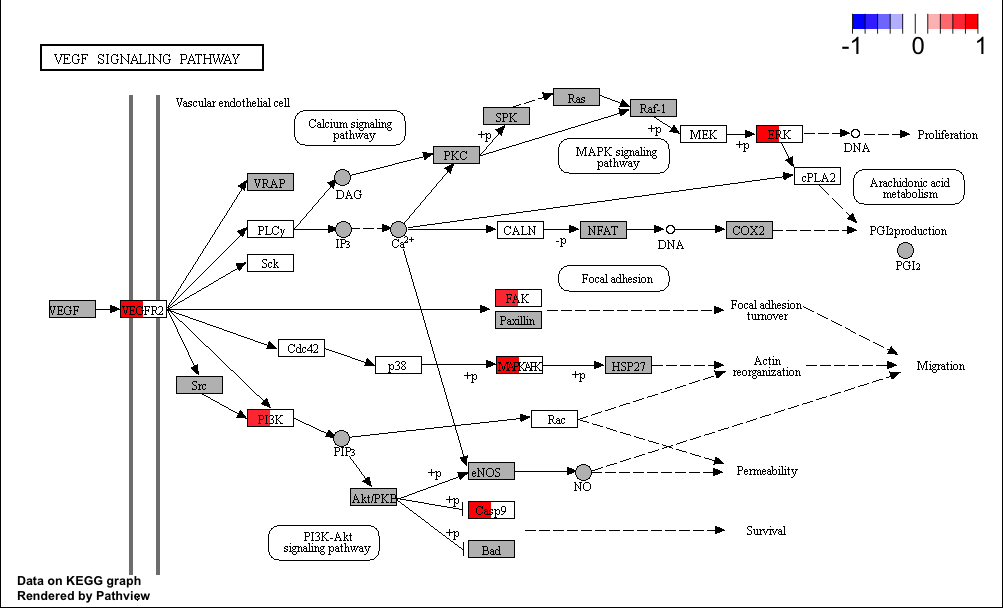 -1 0 1
VEGF SIGNALING PATHWAY
Vascular endothelial cell
Calcium signaling
pathway
SPK
Ras
Raf-1
+p
+p
MEK
+p
ERK
DNA
Proliferation
MAPK signaling
pathway
PKC
cPLA2
Arachidonic acid
metabolism
VRAP
DAG
PLCγ
IP3
Ca2+
CALN
-p
NFAT
DNA
COX2
PGI2production
PGI2
Sck
Focal adhesion
VEGF
VEGFR2
FAK
Paxillin
Focal adhesion
turnover
Cdc42
p38
+p
MAPKAPK
+p
HSP27
Actin
reorganization
Migration
Src
PI3K
PIP3
Rac
+p
eNOS
NO
Permeability
Akt/PKB
+p
Casp9
+p
Bad
Survival
PI3K-Akt
signaling pathway
Data on KEGG graph
Rendered by Pathview